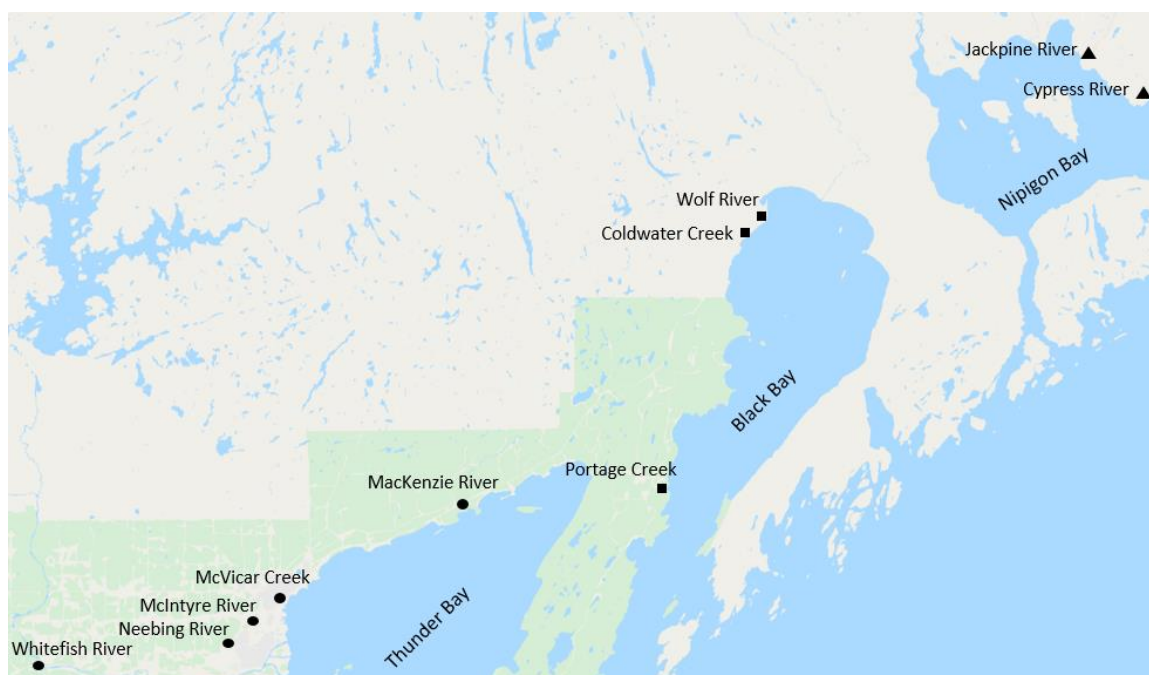 Jackpine River
Cypress River
Nipigon Bay
Wolf River
Coldwater Creek
Black Bay
Portage Creek
MacKenzie River
McVicar Creek
McIntyre River
Neebing River
Whitefish River
Thunder Bay